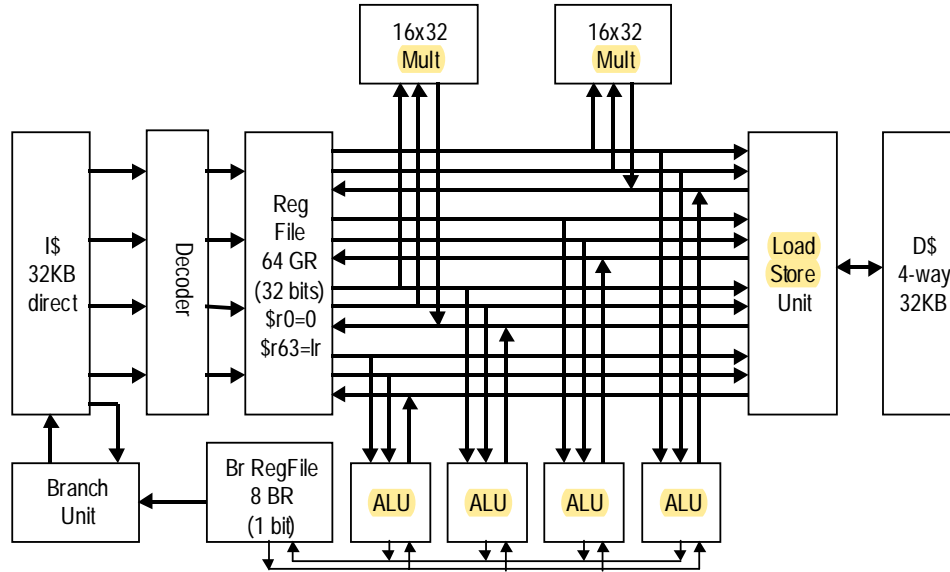 16x32
Mult
16x32
Mult
I$
32KB
direct
Decoder
Reg
File
64 GR
(32 bits)
$r0=0
$r63=lr
Load
Store
Unit
D$
4-way
32KB
Branch
Unit
Br RegFile
8 BR
(1 bit)
ALU
ALU
ALU
ALU